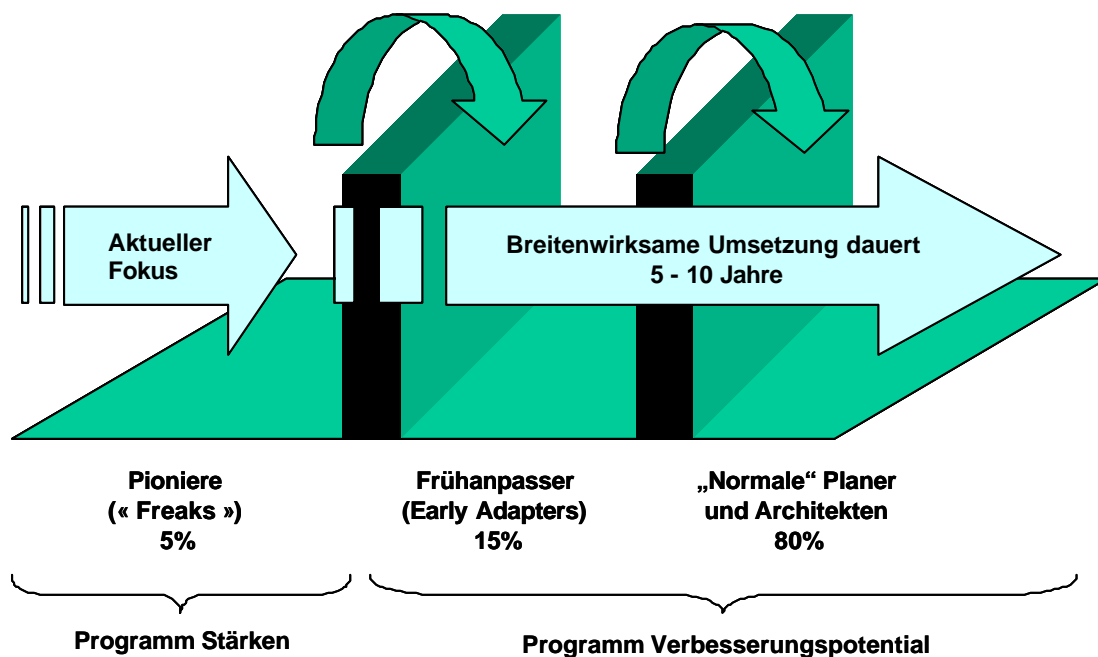 Aktueller
Fokus
Breitenwirksame Umsetzung dauert
5 - 10 Jahre
Pioniere
(« Freaks »)
5%
Frühanpasser
(Early Adapters)
15%
„Normale“ Planer
und Architekten
80%
Programm Stärken
Programm Verbesserungspotential